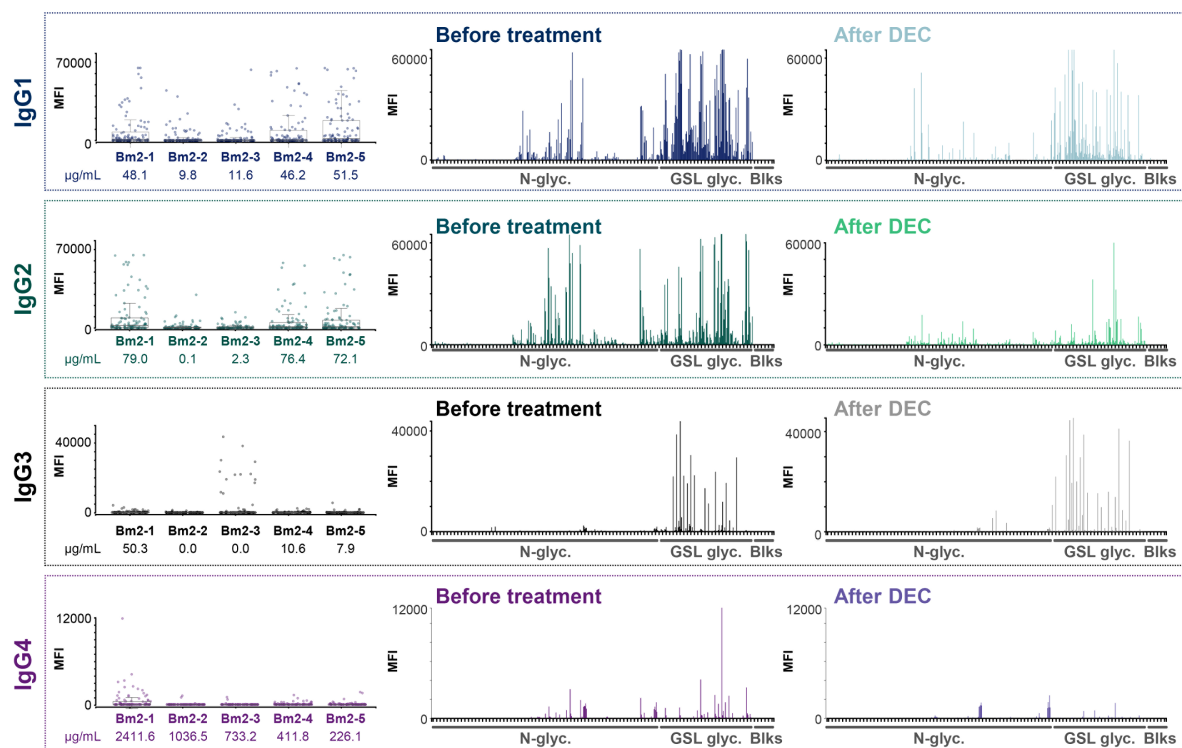 IgG1
70000
MFI
0
Bm2-1 Bm2-2 Bm2-3 Bm2-4 Bm2-5
µg/mL 48.1 9.8 11.6 46.2 51.5
Before treatment
60000
MFI
0
N-glyc. GSL glyc. Blks
After DEC
60000
MFI
0
N-glyc. GSL glyc. Blks
IgG2
70000
MFI
0
Bm2-1 Bm2-2 Bm2-3 Bm2-4 Bm2-5
µg/mL 79.0 0.1 2.3 76.4 72.1
Before treatment
60000
MFI
0
N-glyc. GSL glyc. Blks
After DEC
60000
MFI
0
N-glyc. GSL glyc. Blks
IgG3
40000
MFI
0
Bm2-1 Bm2-2 Bm2-3 Bm2-4 Bm2-5
µg/mL 50.3 0.0 0.0 10.6 7.9
Before treatment
40000
MFI
0
N-glyc. GSL glyc. Blks
After DEC
40000
MFI
0
N-glyc. GSL glyc. Blks
IgG4
12000
MFI
0
Bm2-1 Bm2-2 Bm2-3 Bm2-4 Bm2-5
µg/mL 2411.6 1036.5 733.2 411.8 226.1
Before treatment
12000
MFI
0
N-glyc. GSL glyc. Blks
After DEC
12000
MFI
0
N-glyc. GSL glyc. Blks